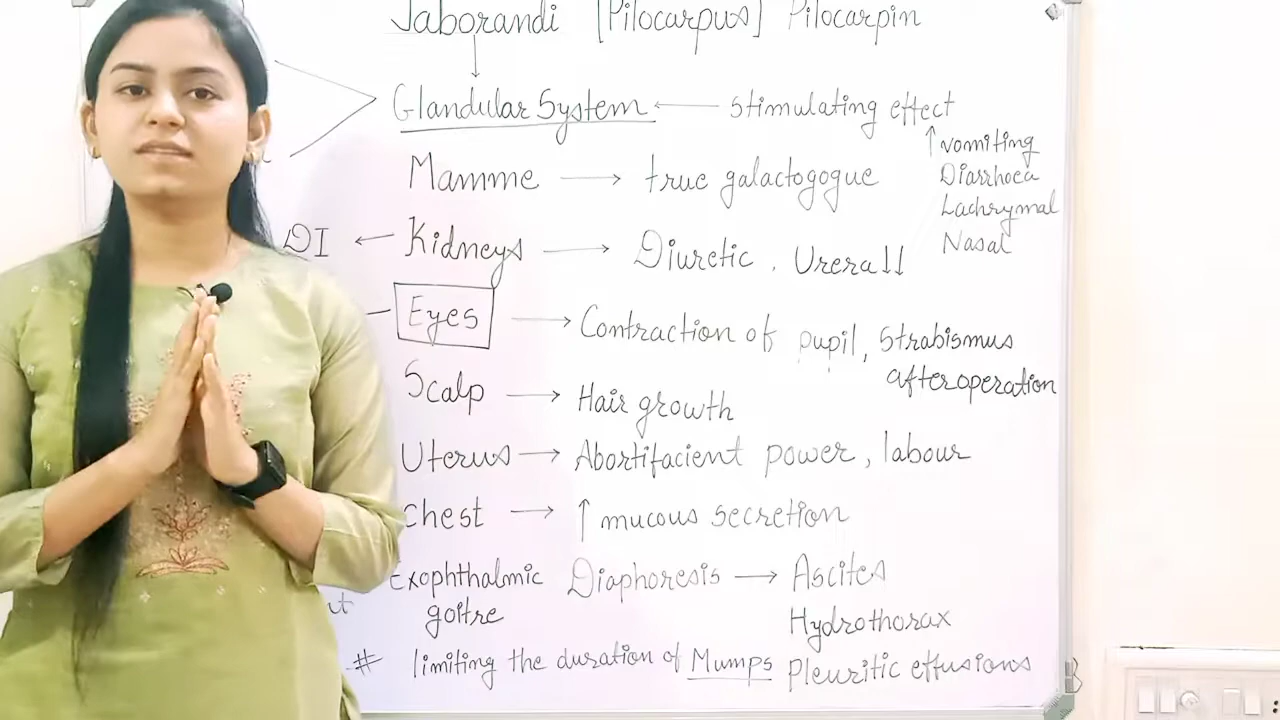 Jaborandi [Pilocarpus] Pilocarpin
Glandular System ← Stimulating effect
↑ vomiting
Diarrhoea
Lachrymal
Nasal
Mamme → true galactogogue
DI ← Kidneys → Diuretic, Urera↓↓
Eyes → Contraction of pupil, Strabismus
after operation
Scalp → Hair growth
Uterus → Abortifacient power, labour
Chest → ↑ mucous secretion
Exophthalmic goitre
Diaphoresis → Ascites
Hydrothorax
Pleuritic effusions
# limiting the duration of Mumps